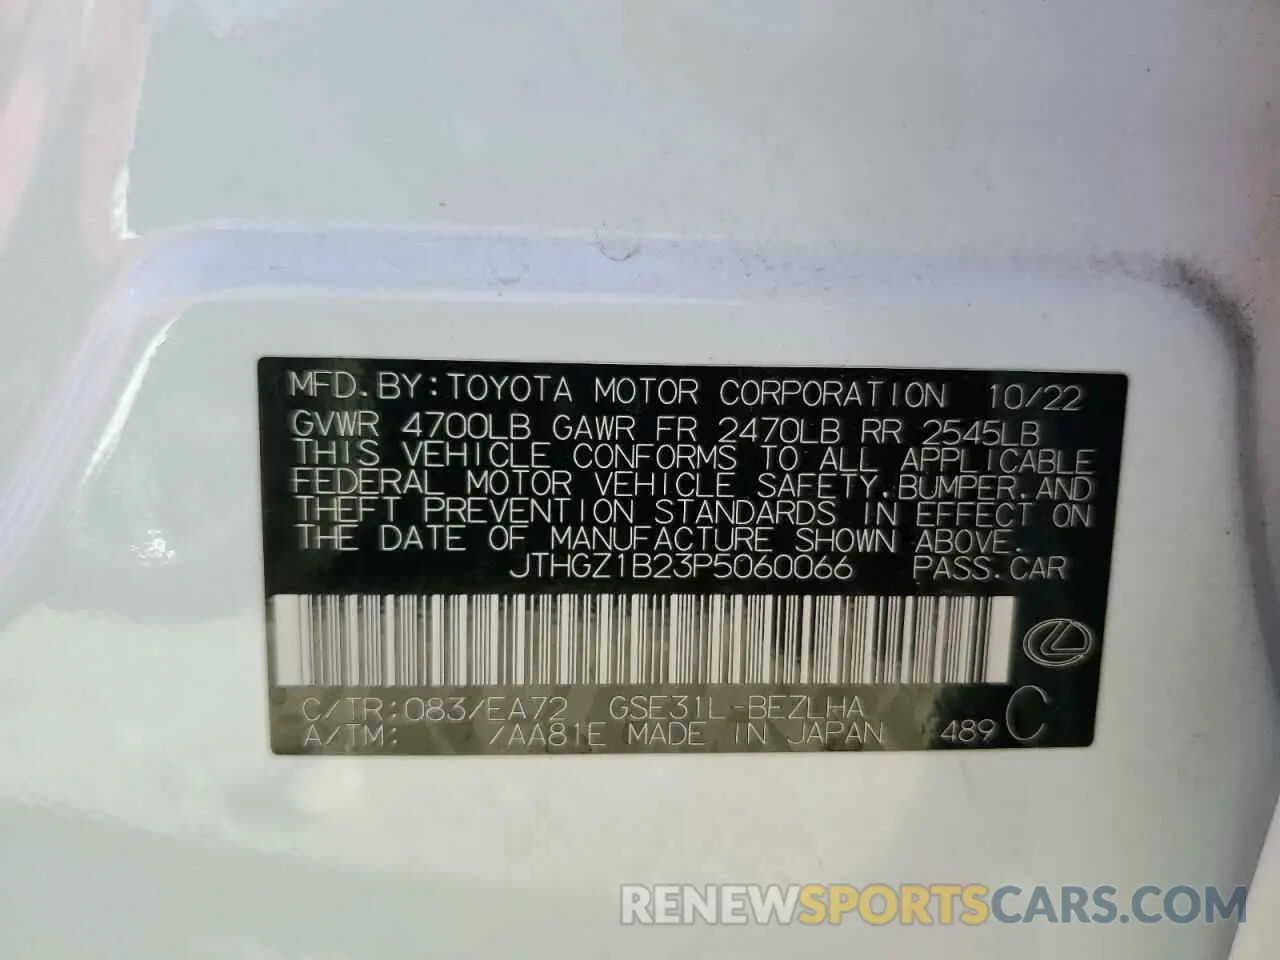 MFD.BY:TOYOTA MOTOR CORPORATION 10/22
GVWR 4700LB GAWR FR 2470LB RR 2545LB
THIS VEHICLE CONFORMS TO ALL APPLICABLE
FEDERAL MOTOR VEHICLE SAFETY,BUMPER,AND
THEFT PREVENTION STANDARDS IN EFFECT ON
THE DATE OF MANUFACTURE SHOWN ABOVE.
JTHGZ1B23P5060066 PASS.CAR
C/TR:083/EA72 GSE31L-BEZLHA
A/TM: /AA81E MADE IN JAPAN 489 C
RENEWSPORTSCARS.COM